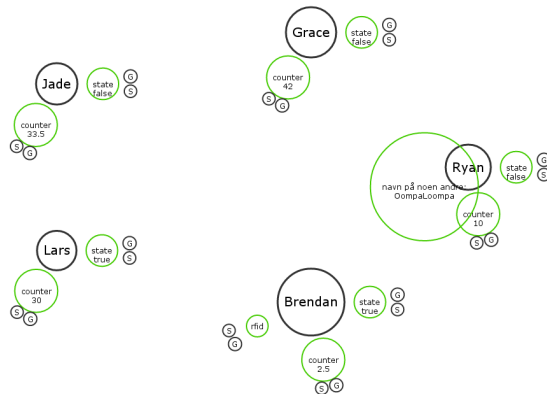 Grace
state
false
G
S
counter
42
S
G
Jade
state
false
G
S
counter
33.5
S
G
Ryan
state
false
G
S
navn på noen andre:
OompaLoompa
counter
10
S
G
Lars
state
true
G
S
counter
30
S
G
Brendan
state
true
G
S
rfid
S
G
counter
2.5
S
G